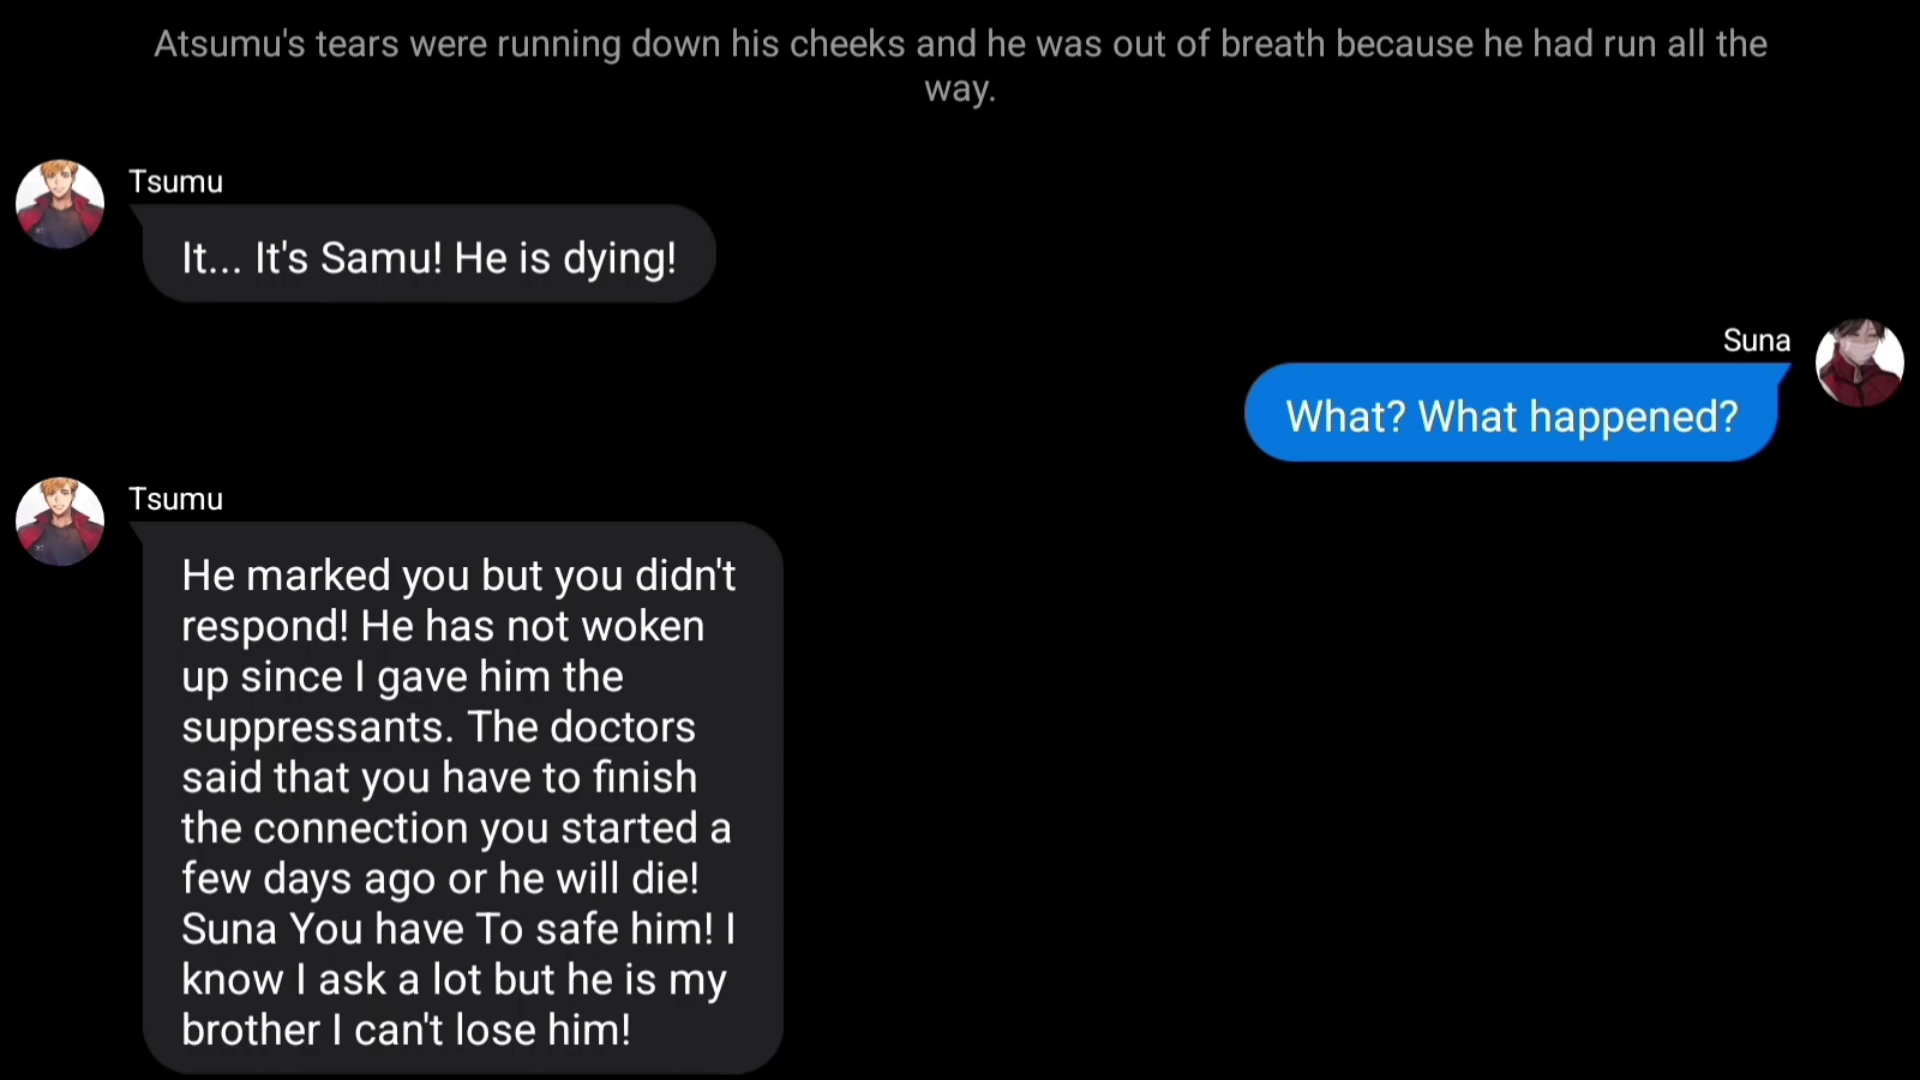 Atsumu's tears were running down his cheeks and he was out of breath because he had run all the
way.
Tsumu
It... It's Samu! He is dying!
Suna
What? What happened?
Tsumu
He marked you but you didn't
respond! He has not woken
up since I gave him the
suppressants. The doctors
said that you have to finish
the connection you started a
few days ago or he will die!
Suna You have To safe him! I
know I ask a lot but he is my
brother I can't lose him!